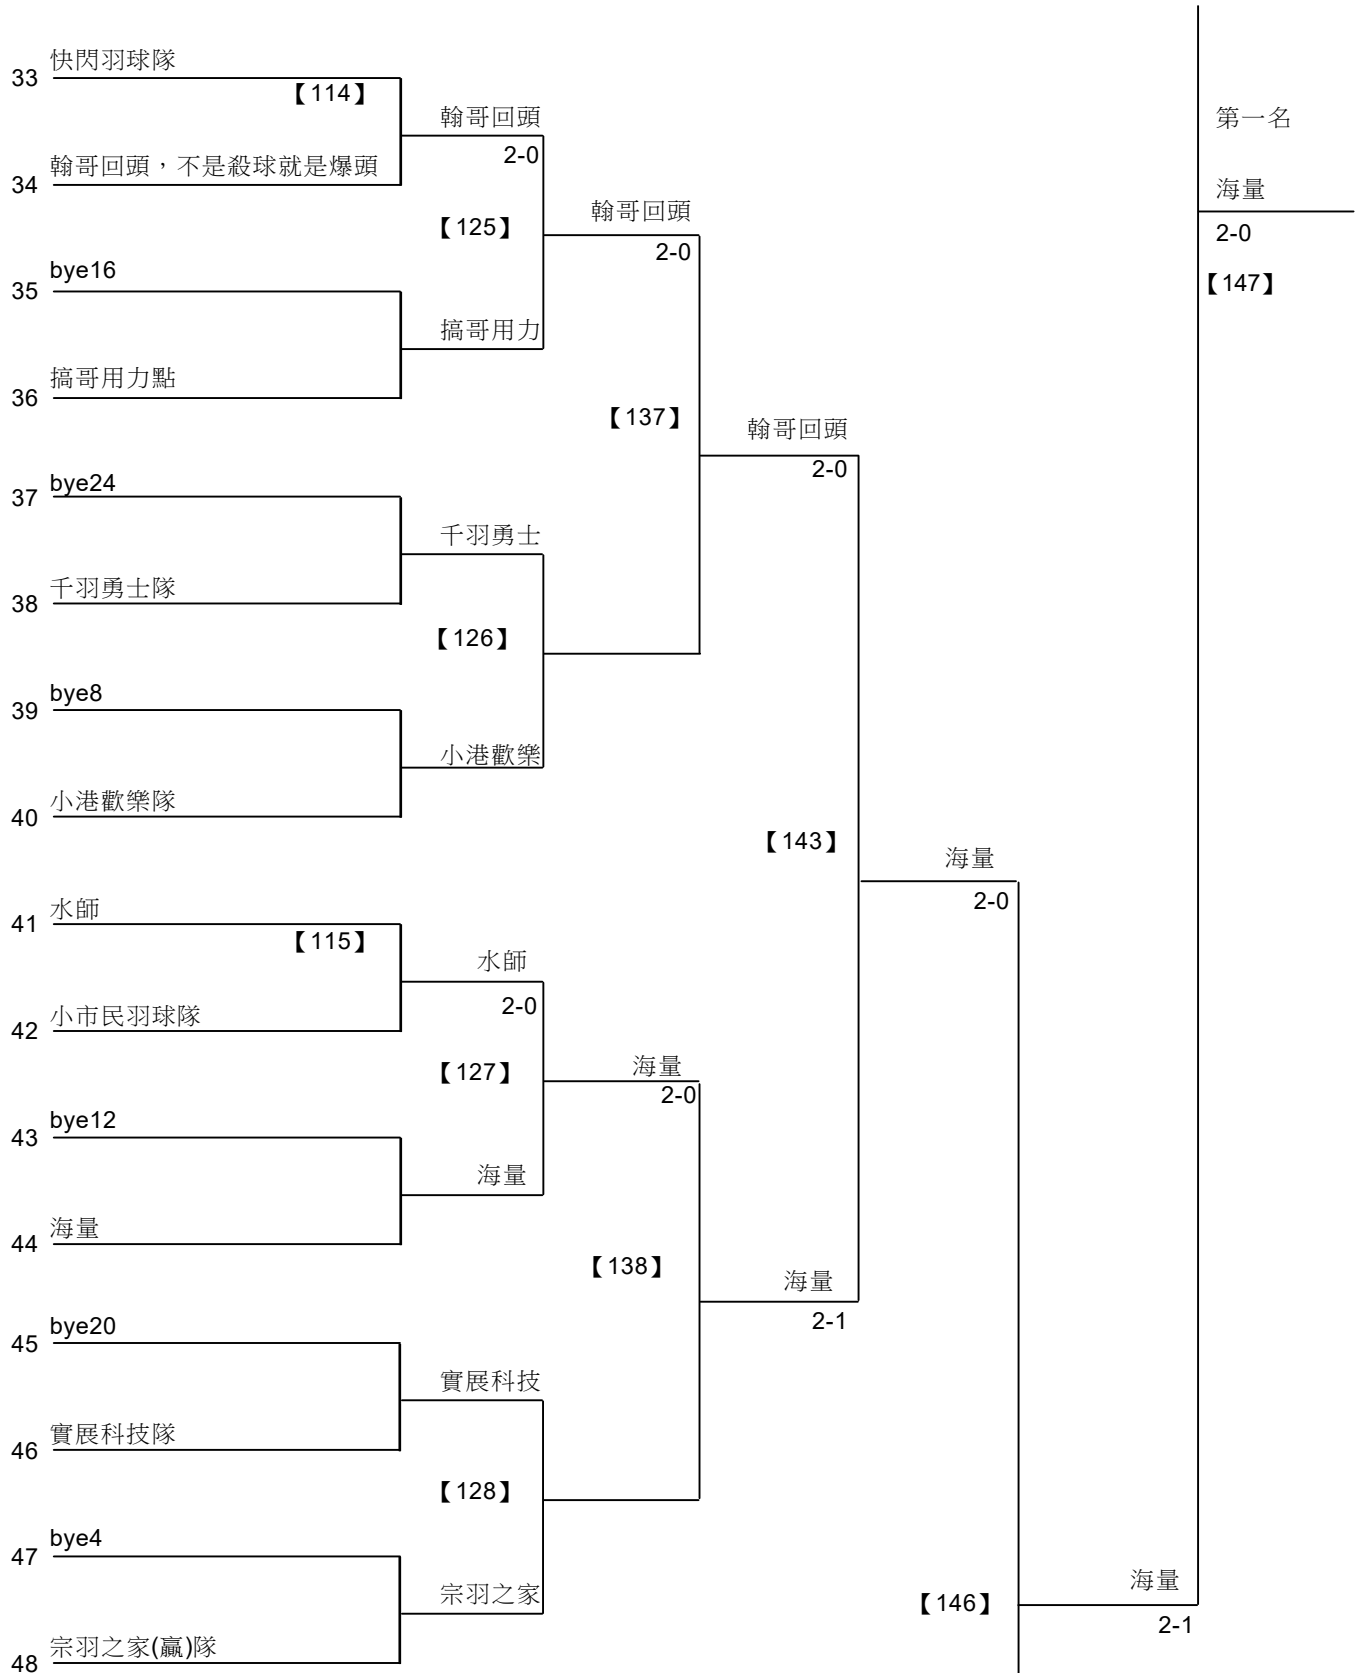 33 快閃羽球隊
【114】
翰哥回頭
2-0
34 翰哥回頭，不是殺球就是爆頭
【125】
翰哥回頭
2-0
35 bye16
搞哥用力
36 搞哥用力點
【137】
翰哥回頭
2-0
37 bye24
千羽勇士
38 千羽勇士隊
【126】
39 bye8
小港歡樂
40 小港歡樂隊
【143】
海量
2-0
41 水師
【115】
水師
2-0
42 小市民羽球隊
【127】
海量
2-0
43 bye12
海量
44 海量
【138】
海量
2-1
45 bye20
實展科技
46 實展科技隊
【128】
47 bye4
宗羽之家
48 宗羽之家(贏)隊
【146】
海量
2-1
第一名
海量
2-0
【147】